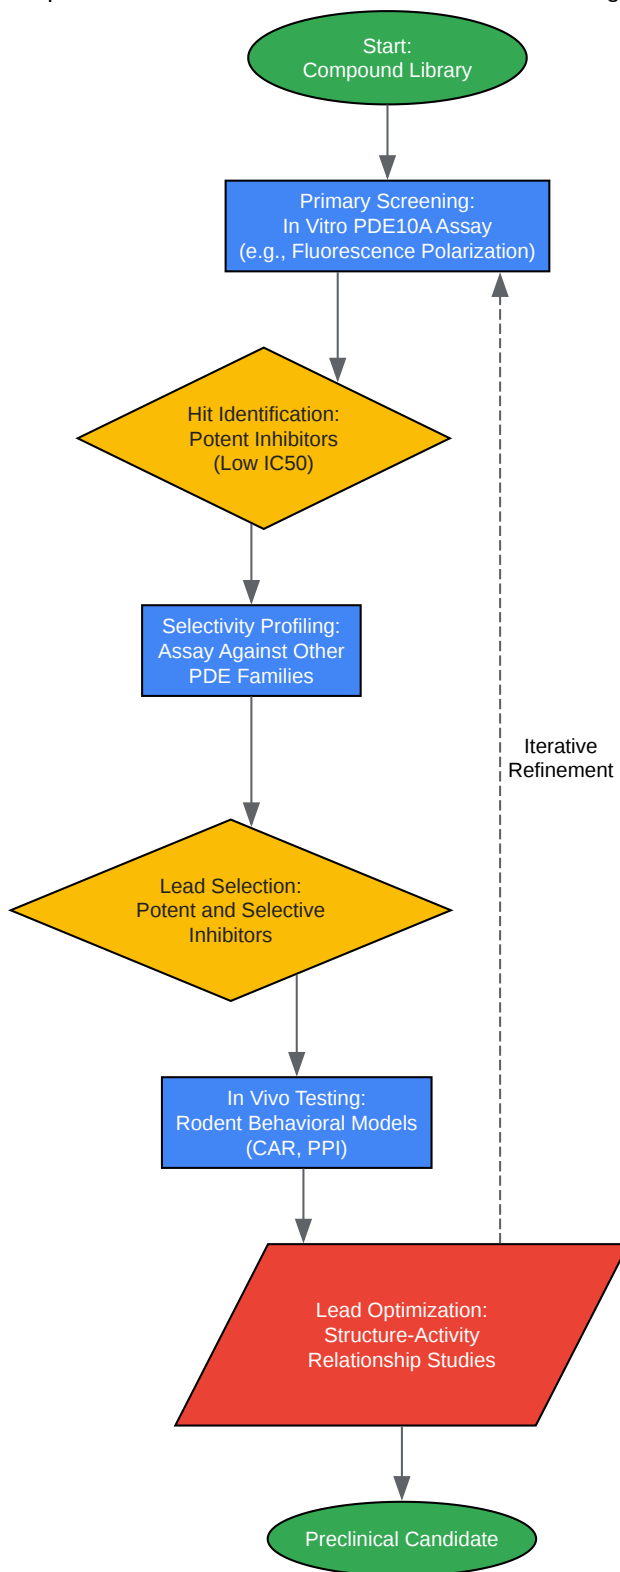 Start:
Compound Library
Primary Screening:
In Vitro PDE10A Assay
(e.g., Fluorescence Polarization)
Hit Identification:
Potent Inhibitors
(Low IC50)
Selectivity Profiling:
Assay Against Other
PDE Families
Iterative
Refinement
Lead Selection:
Potent and Selective
Inhibitors
In Vivo Testing:
Rodent Behavioral Models
(CAR, PPI)
Lead Optimization:
Structure-Activity
Relationship Studies
Preclinical Candidate